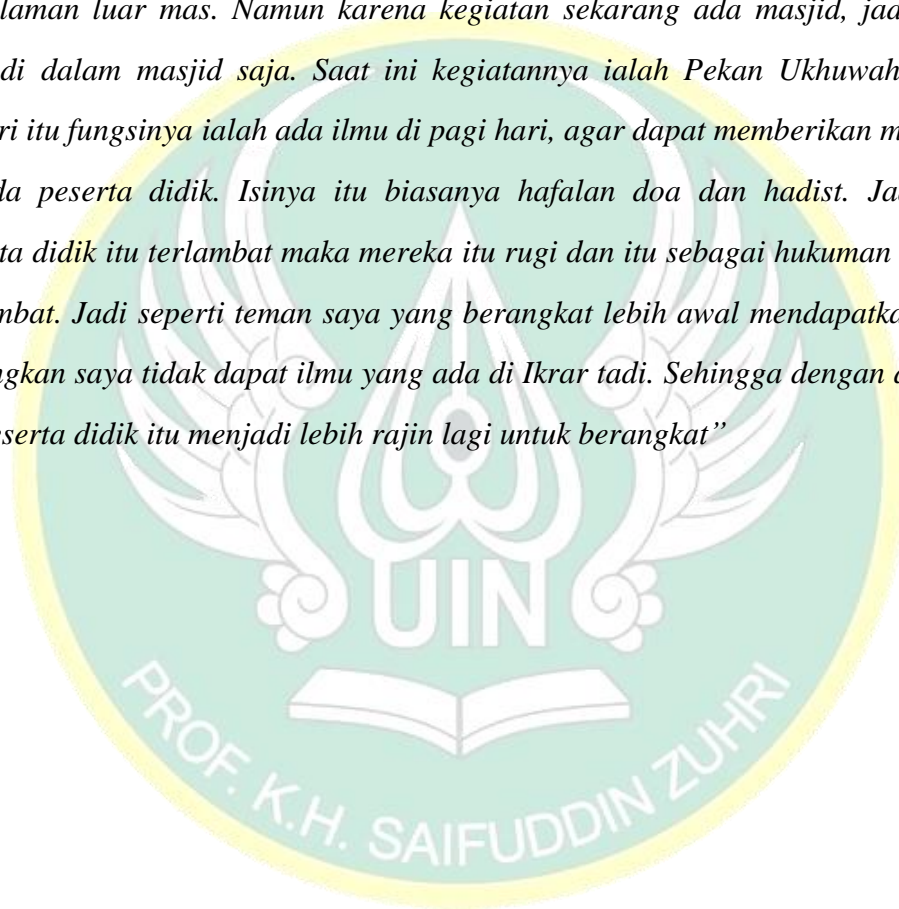 laman luar mas. Namun karena kegiatan sekarang ada masjid, jad
di dalam masjid saja. Saat ini kegiatannya ialah Pekan Ukhuwah
ri itu fungsinya ialah ada ilmu di pagi hari, agar dapat memberikan m
da peserta didik. Isinya itu biasanya hafalan doa dan hadist. Ja
ta didik itu terlambat maka mereka itu rugi dan itu sebagai hukuman
mbat. Jadi seperti teman saya yang berangkat lebih awal mendapatka
ngkan saya tidak dapat ilmu yang ada di Ikrar tadi. Sehingga dengan
serta didik itu menjadi lebih rajin lagi untuk berangkat”
UIN
PROF. K.H. SAIFUDDIN ZUHRI